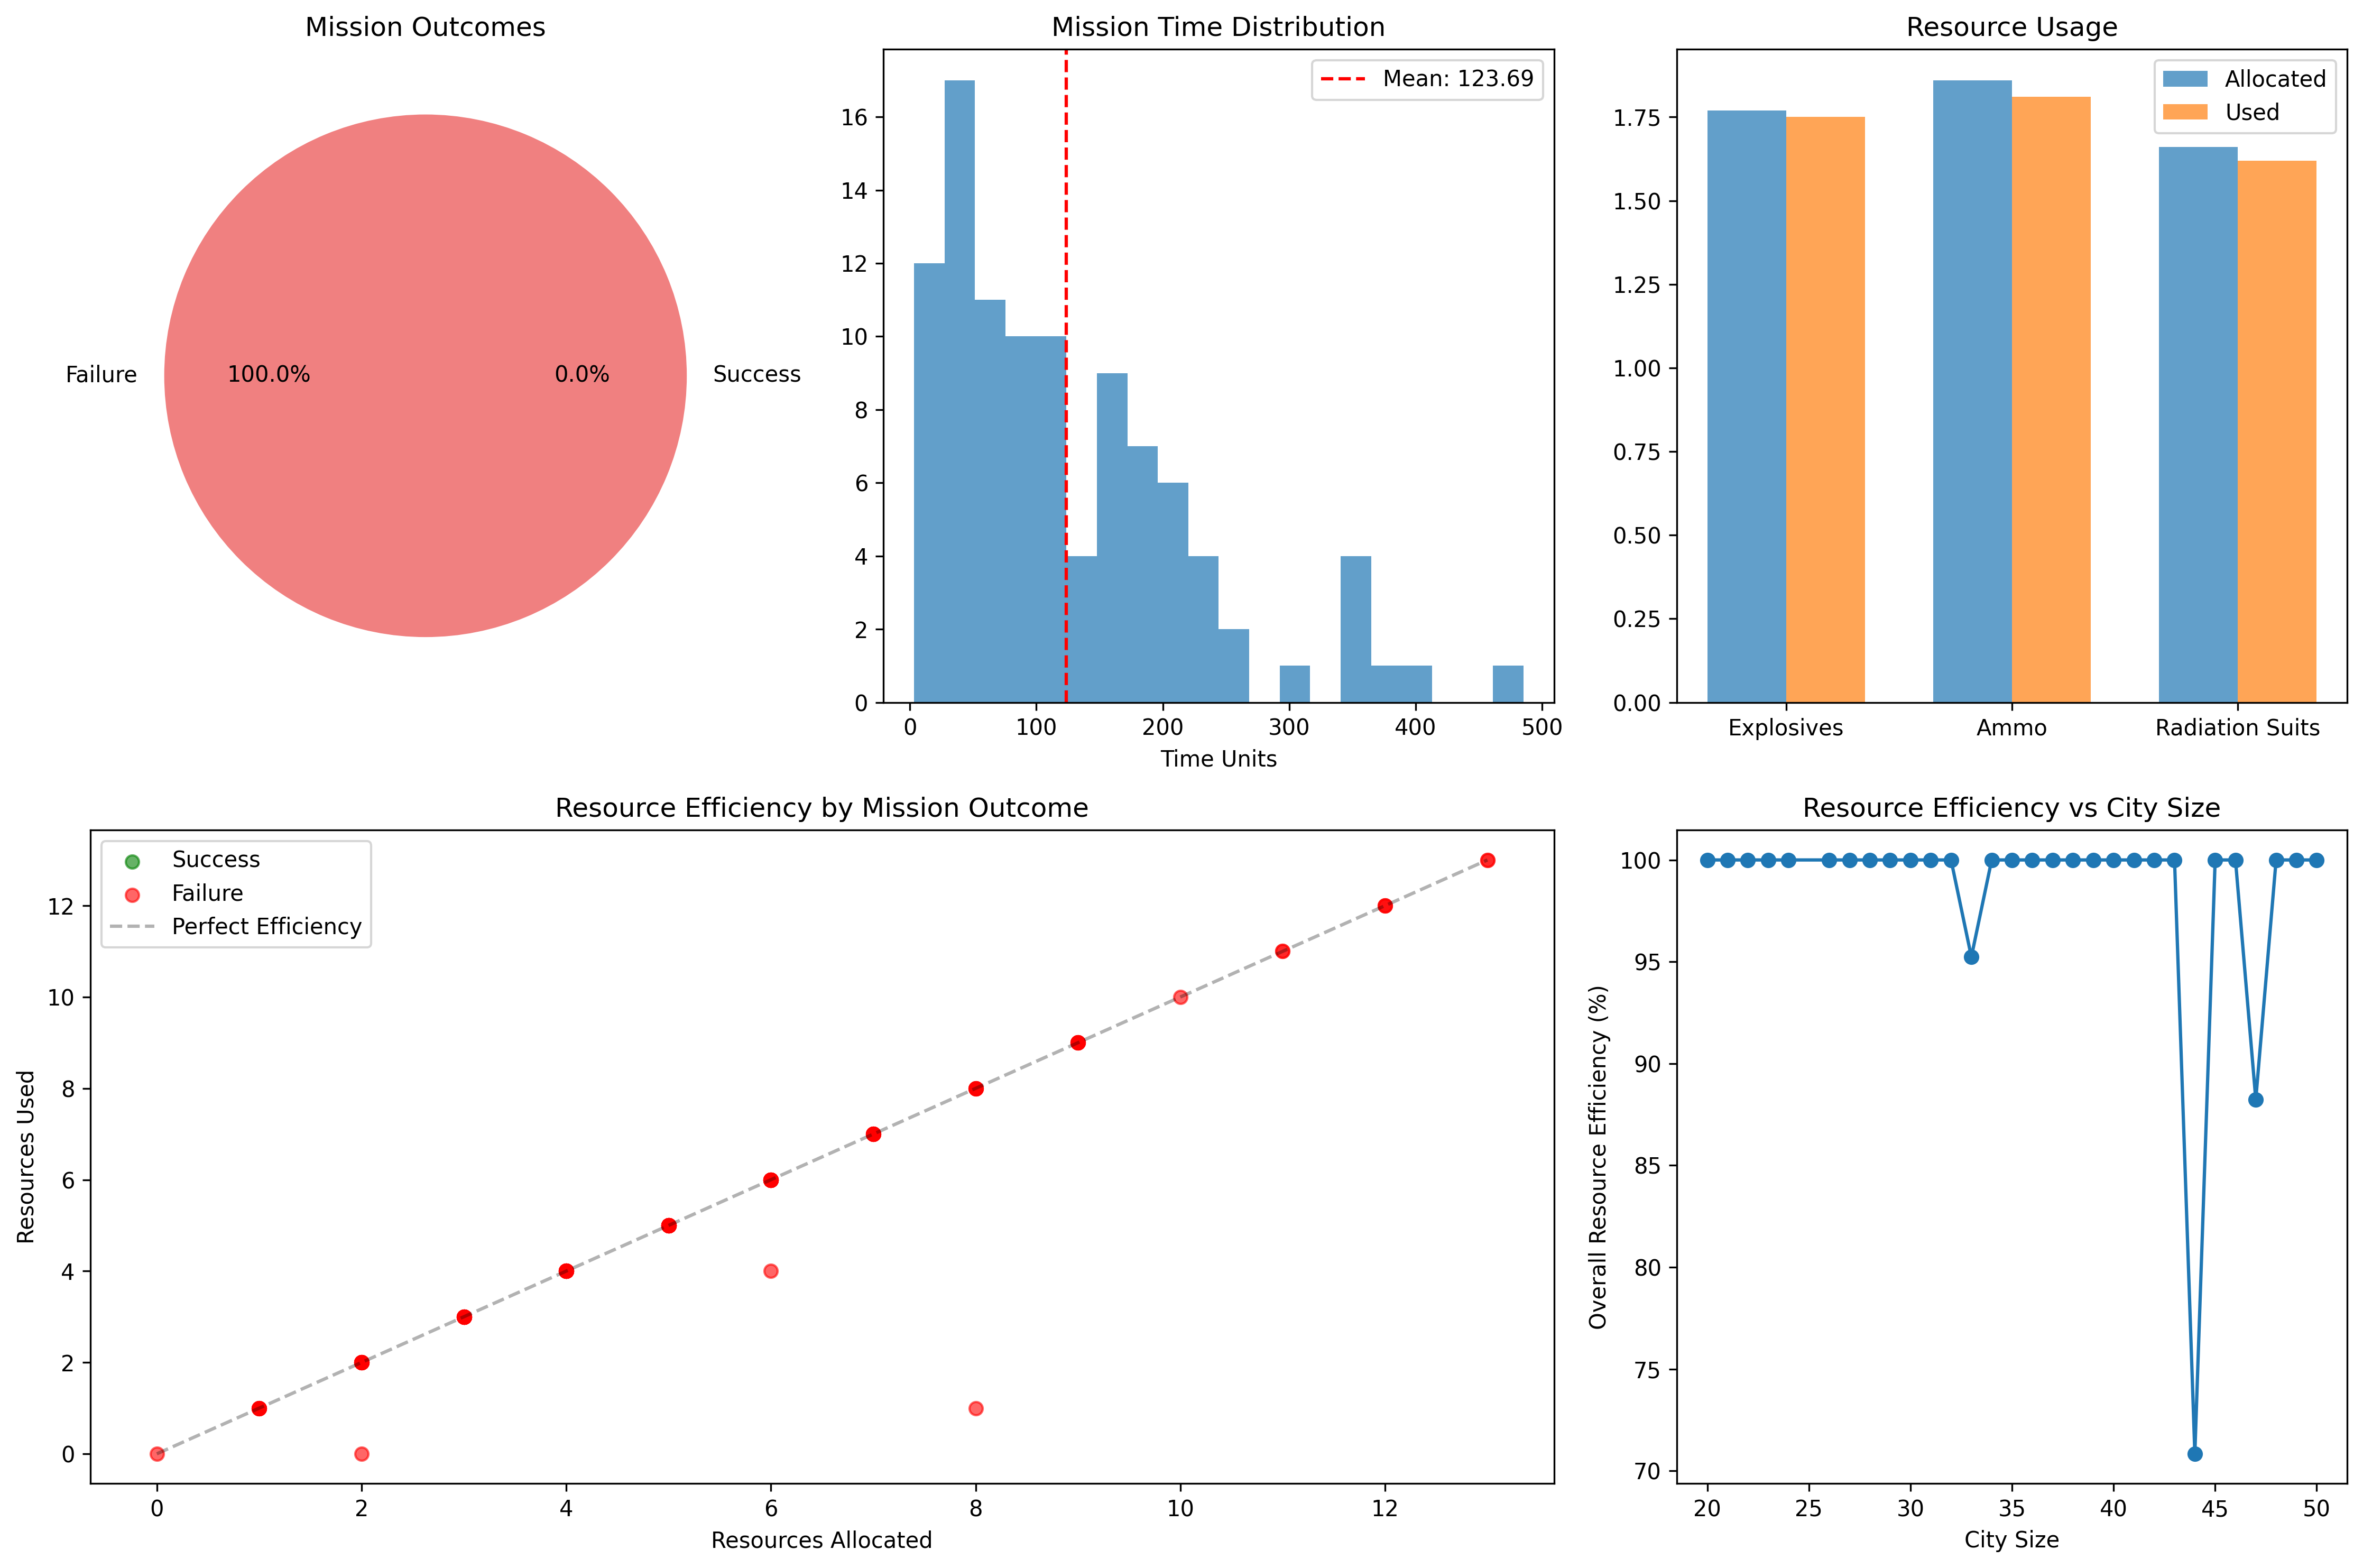 Mission Outcomes
Failure
100.0%
0.0%
Success
Mission Time Distribution
Mean: 123.69
16
14
12
10
8
6
4
2
0
0 100 200 300 400 500
Time Units
Resource Usage
Allocated
Used
1.75
1.50
1.25
1.00
0.75
0.50
0.25
0.00
Explosives Ammo Radiation Suits
Resource Efficiency by Mission Outcome
Success
Failure
Perfect Efficiency
Resources Used
12
10
8
6
4
2
0
0 2 4 6 8 10 12
Resources Allocated
Resource Efficiency vs City Size
Overall Resource Efficiency (%)
100
95
90
85
80
75
70
20 25 30 35 40 45 50
City Size